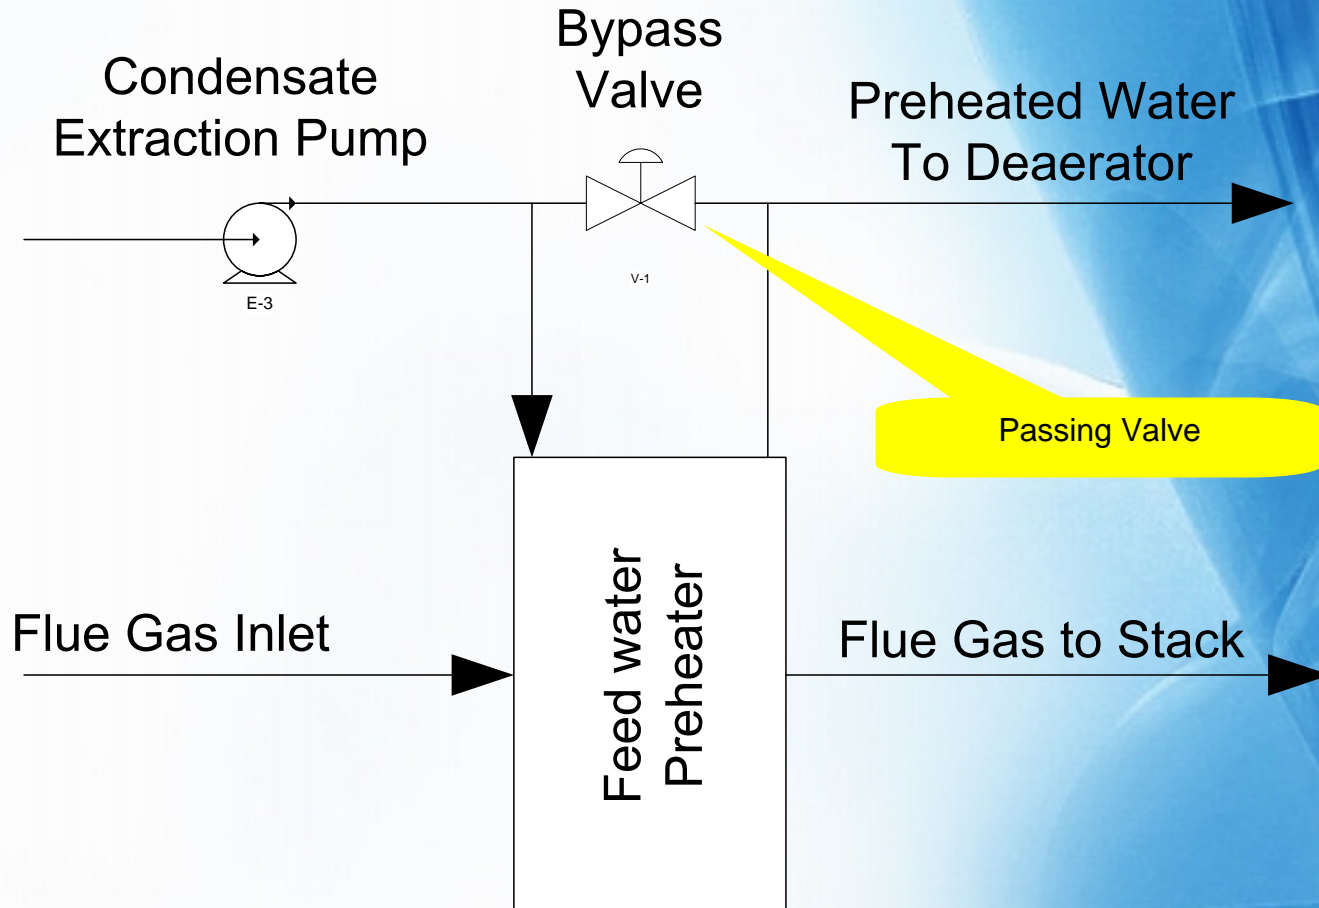 Bypass
Valve
Condensate
Extraction Pump
Preheated Water
To Deaerator
V-1
E-3
Passing Valve
Feed water
Preheater
Flue Gas Inlet
Flue Gas to Stack